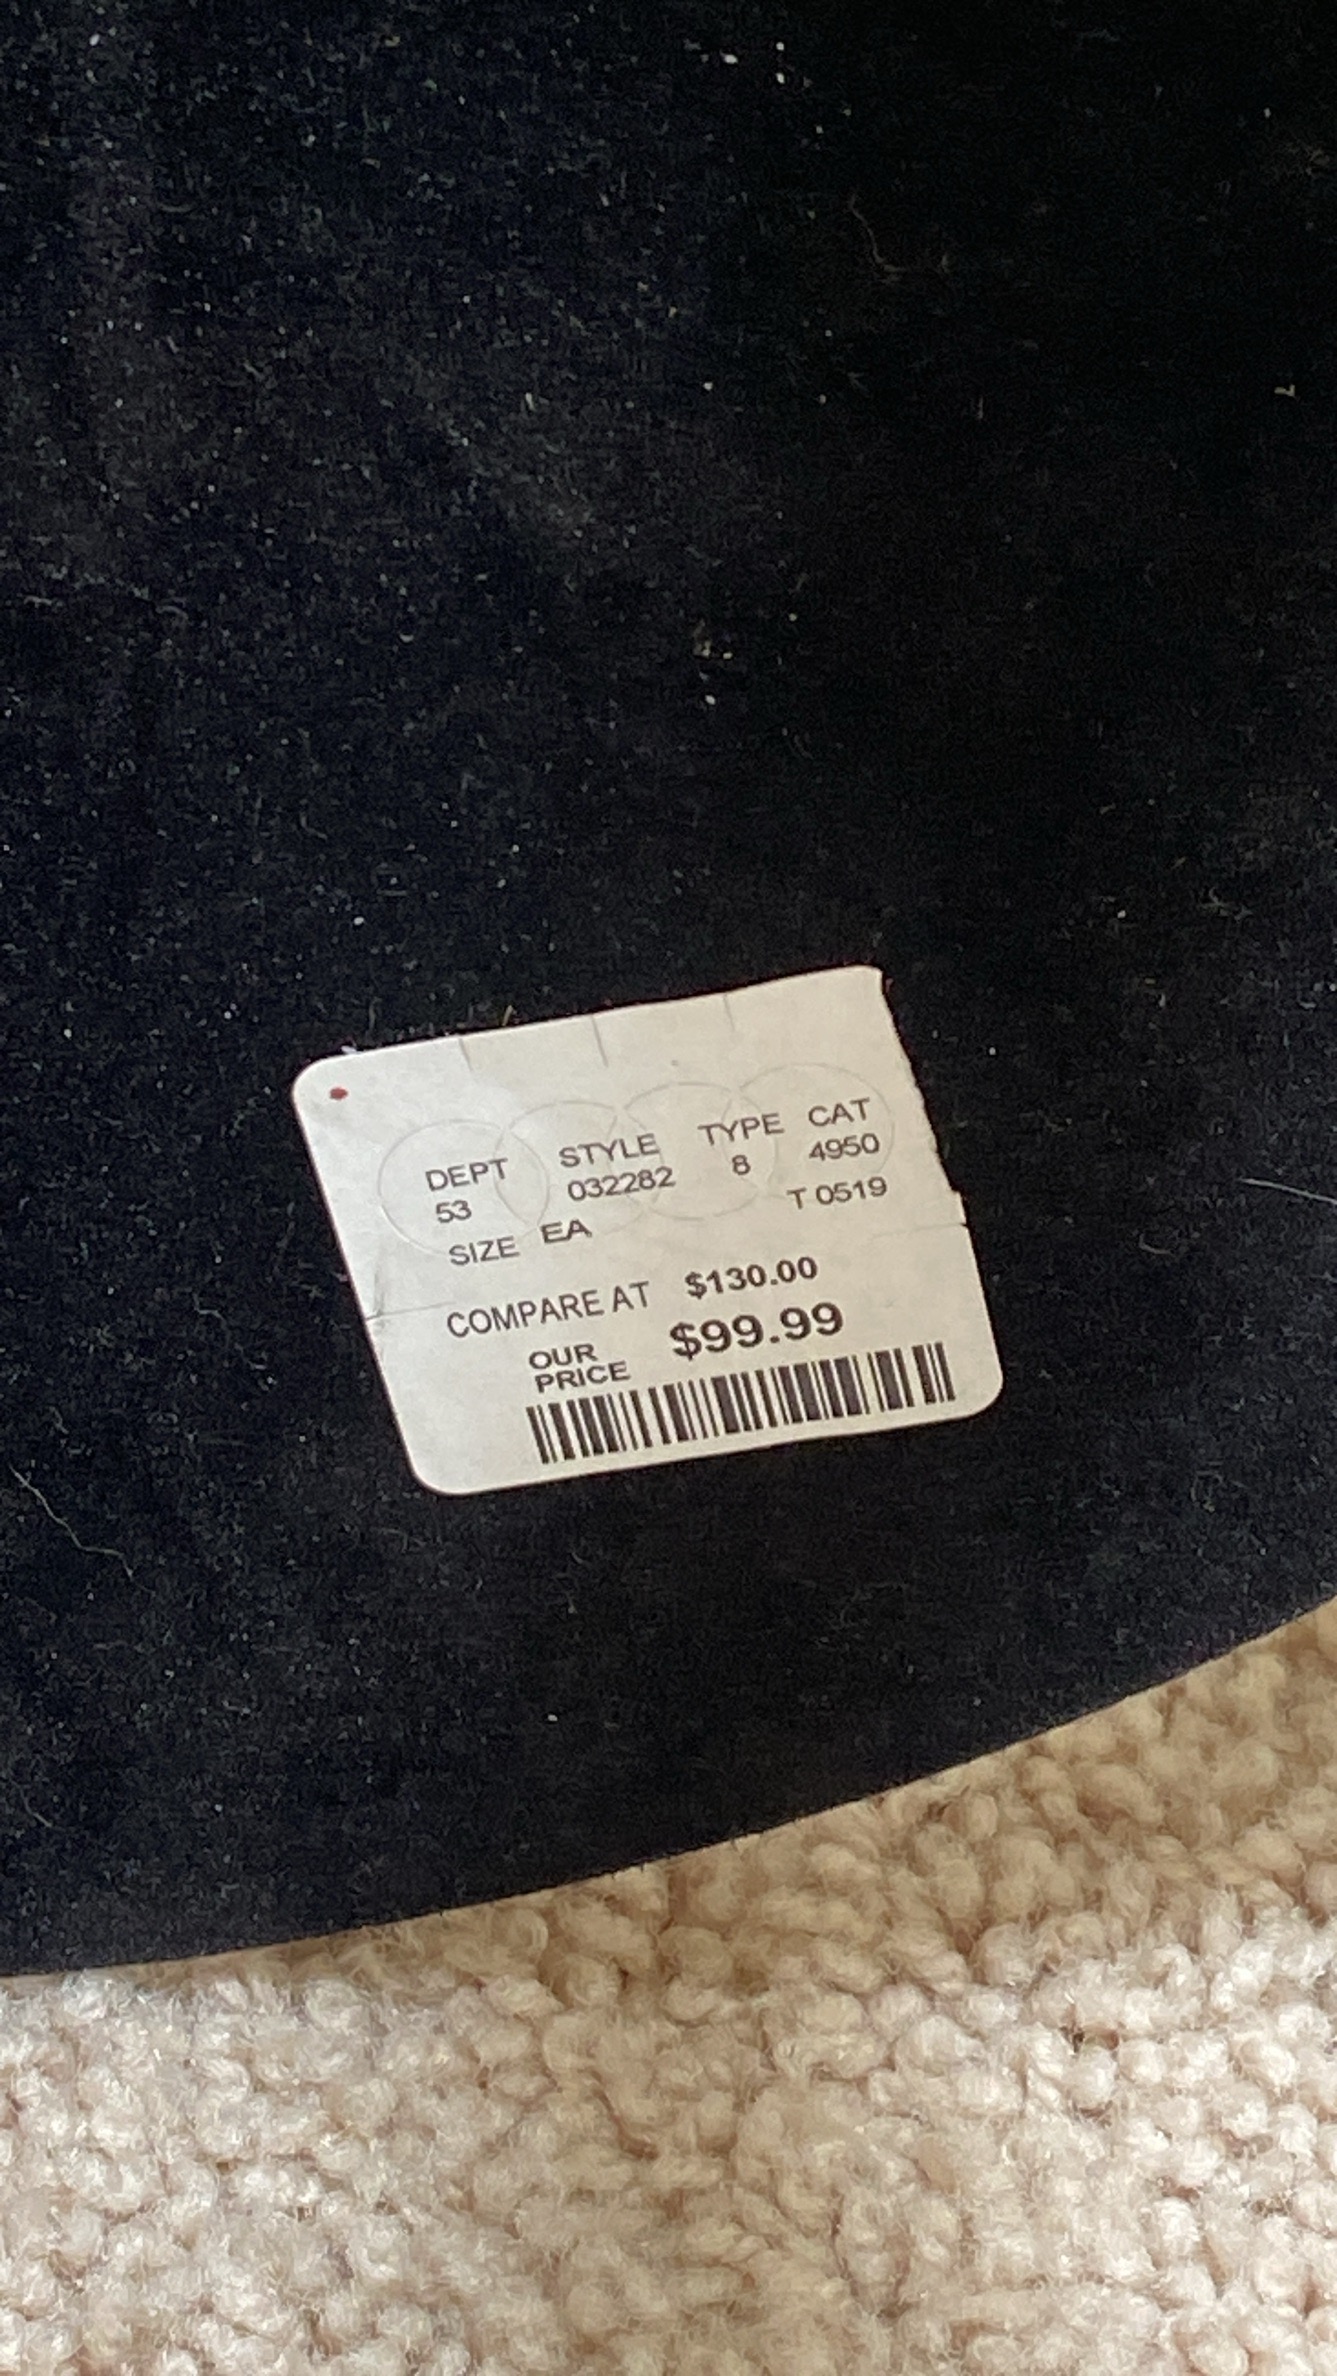 DEPT STYLE TYPE CAT
53 032282 8 4950
SIZE EA T 0519
COMPARE AT $130.00
OUR PRICE $99.99